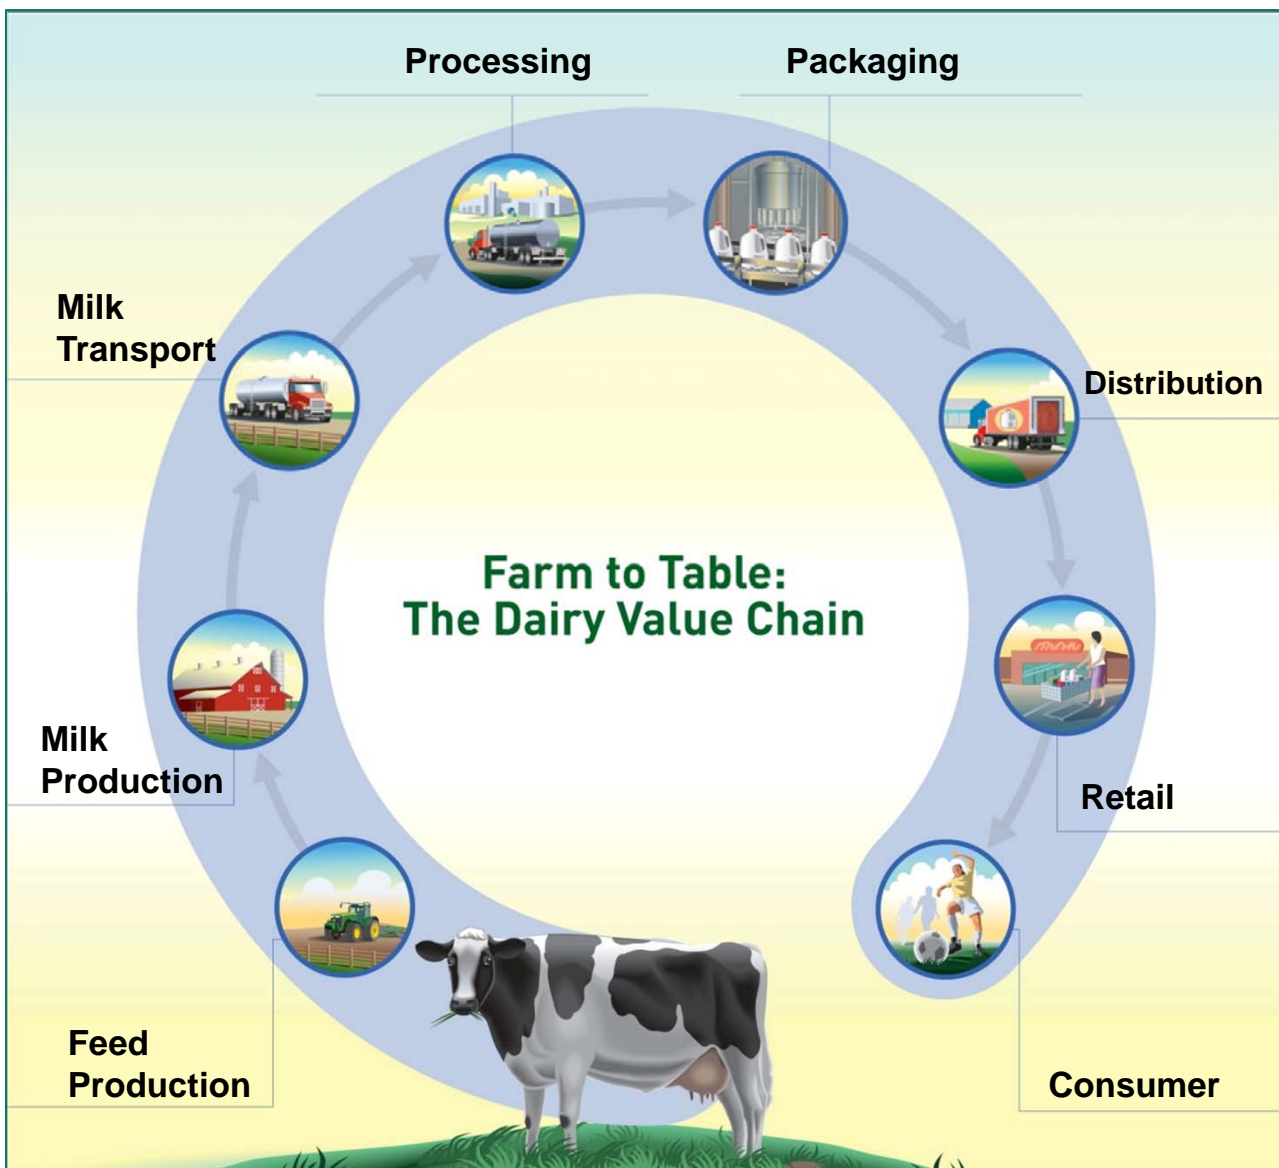 Processing
Packaging
Milk
Transport
Distribution
Farm to Table:
The Dairy Value Chain
Milk
Production
Retail
Feed
Production
Consumer